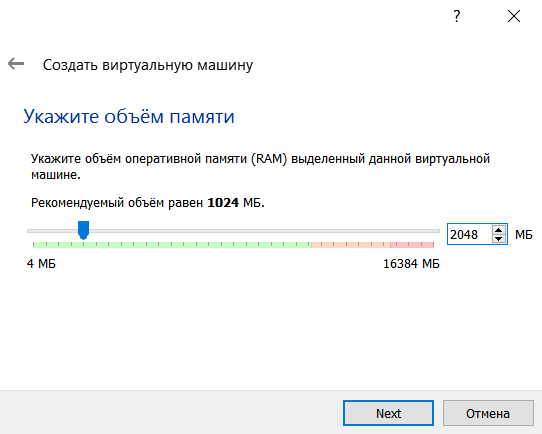 ?
Создать виртуальную машину
Укажите объём памяти
Укажите объём оперативной памяти (RAM) выделенный данной виртуальной
машине.
Рекомендуемый объём равен 1024 МБ.
2048 МБ
4 МБ 16384 МБ
Next Отмена